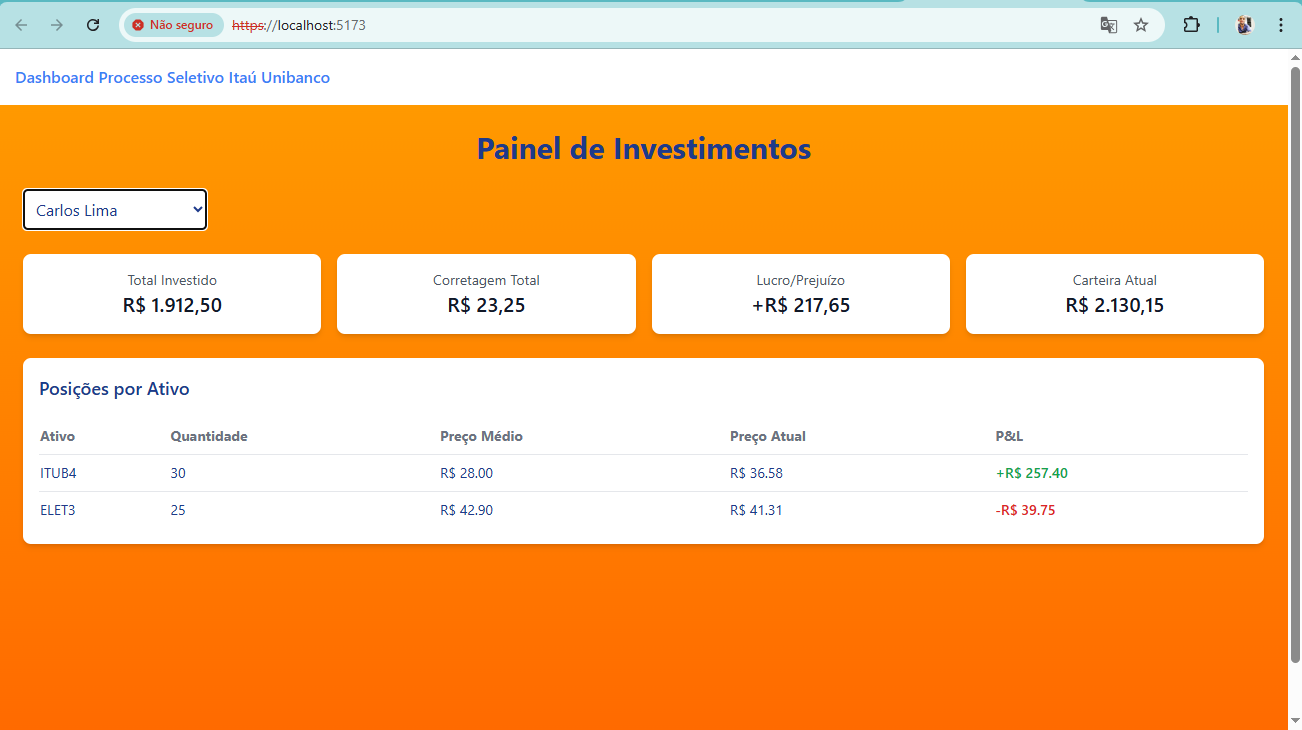 Não seguro https://localhost:5173
Dashboard Processo Seletivo Itaú Unibanco
Painel de Investimentos
Carlos Lima
Total Investido Corretagem Total Lucro/Prejuízo Carteira Atual
R$ 1.912,50 R$ 23,25 +R$ 217,65 R$ 2.130,15
Posições por Ativo
Ativo Quantidade Preço Médio Preço Atual P&L
ITUB4 30 R$ 28.00 R$ 36.58 +R$ 257.40
ELET3 25 R$ 42.90 R$ 41.31 -R$ 39.75